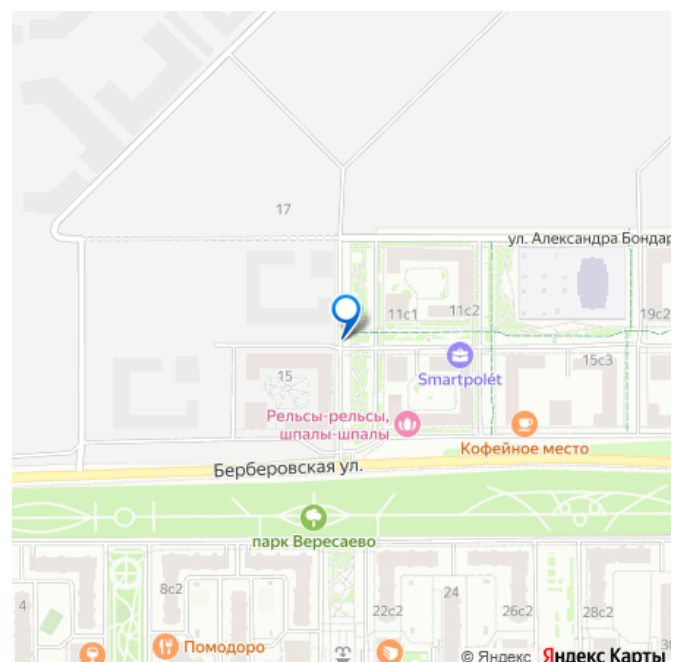 17
ул. Александра Бондар
11с1
11с2
19с2
15с3
Smartpolét
15
Рельсы-рельсы,
шпалы-шпалы
Кофейное место
Берберовская ул.
парк Вересаево
8с2
4
24
22с2
26с2
28с2
Помодоро
© Яндекс Яндекс Карты